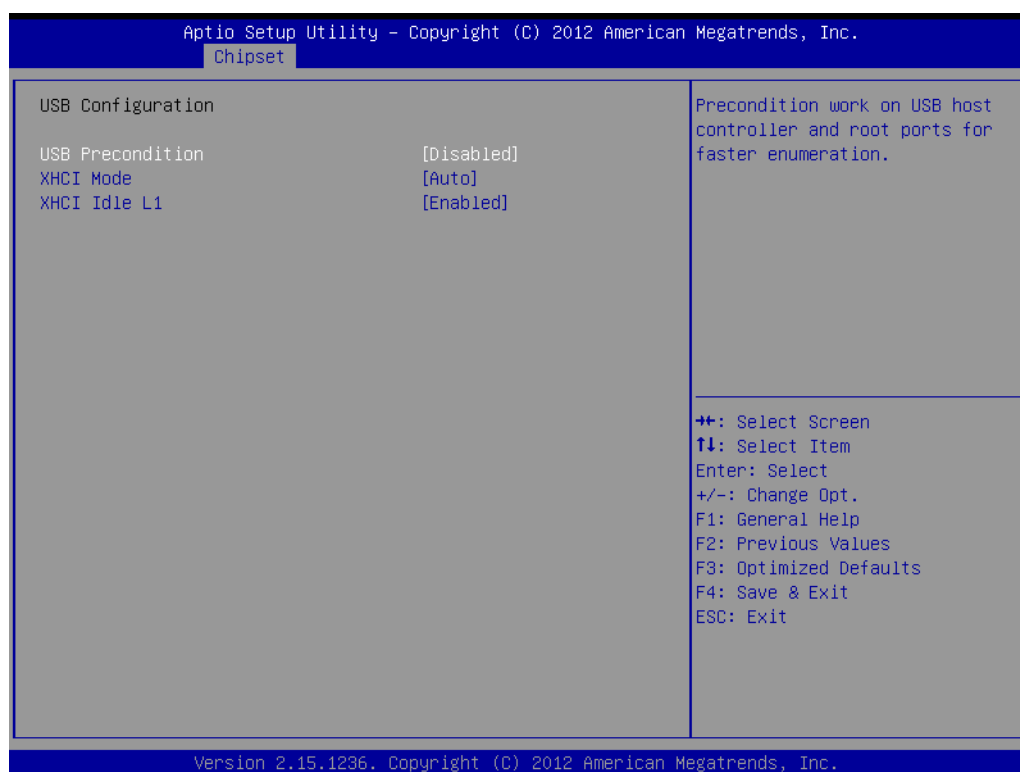 Aptio Setup Utility – Copyright (C) 2012 American Megatrends, Inc.
Chipset
USB Configuration
USB Precondition [Disabled]
XHCI Mode [Auto]
XHCI Idle L1 [Enabled]
Precondition work on USB host
controller and root ports for
faster enumeration.
→←: Select Screen
↑↓: Select Item
Enter: Select
+/-: Change Opt.
F1: General Help
F2: Previous Values
F3: Optimized Defaults
F4: Save & Exit
ESC: Exit
Version 2.15.1236. Copyright (C) 2012 American Megatrends, Inc.